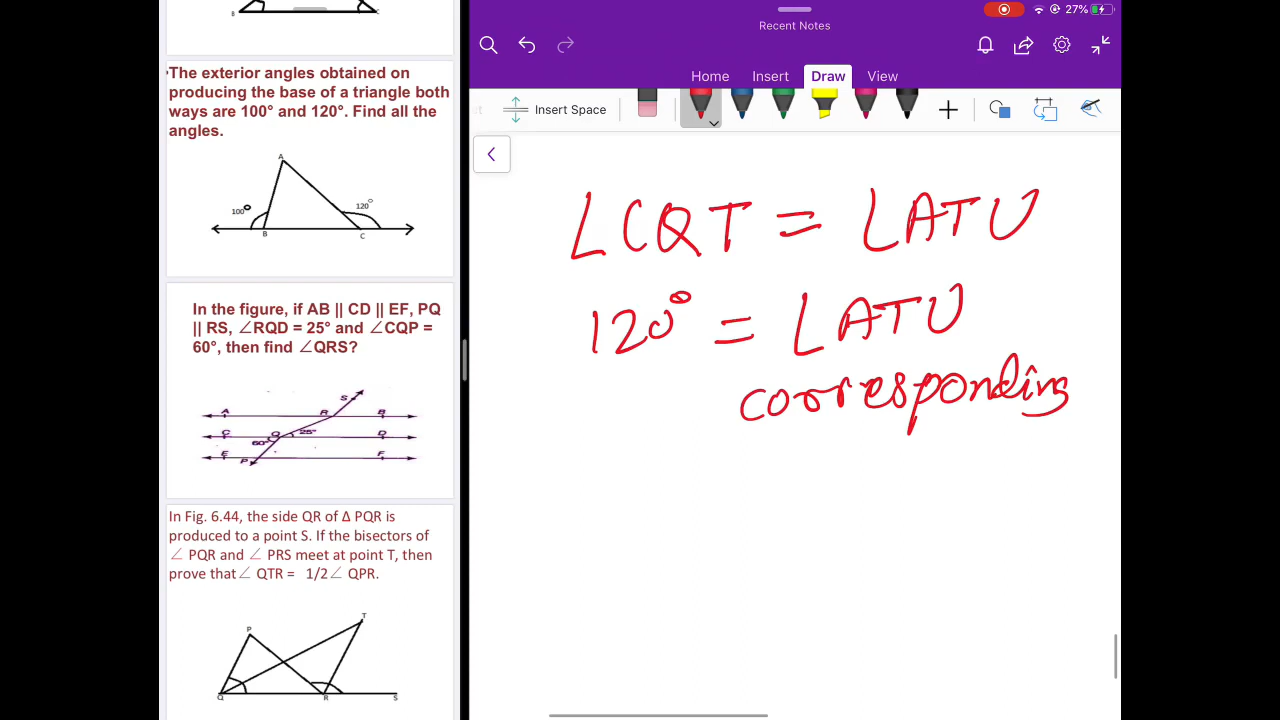 B
C
The exterior angles obtained on
producing the base of a triangle both
ways are 100° and 120°. Find all the
angles.
A
100°
120°
B
C
In the figure, if AB || CD || EF, PQ
|| RS, ∠RQD = 25° and ∠CQP =
60°, then find ∠QRS?
S
A
R
B
C
Q
25°
D
60°
E
P
F
In Fig. 6.44, the side QR of Δ PQR is
produced to a point S. If the bisectors of
∠ PQR and ∠ PRS meet at point T, then
prove that ∠ QTR = 1/2 ∠ QPR.
T
P
Q
R
S
27%
Recent Notes
Home Insert Draw View
Insert Space
∠CQT = ∠ATU
120° = ∠ATU
corresponding